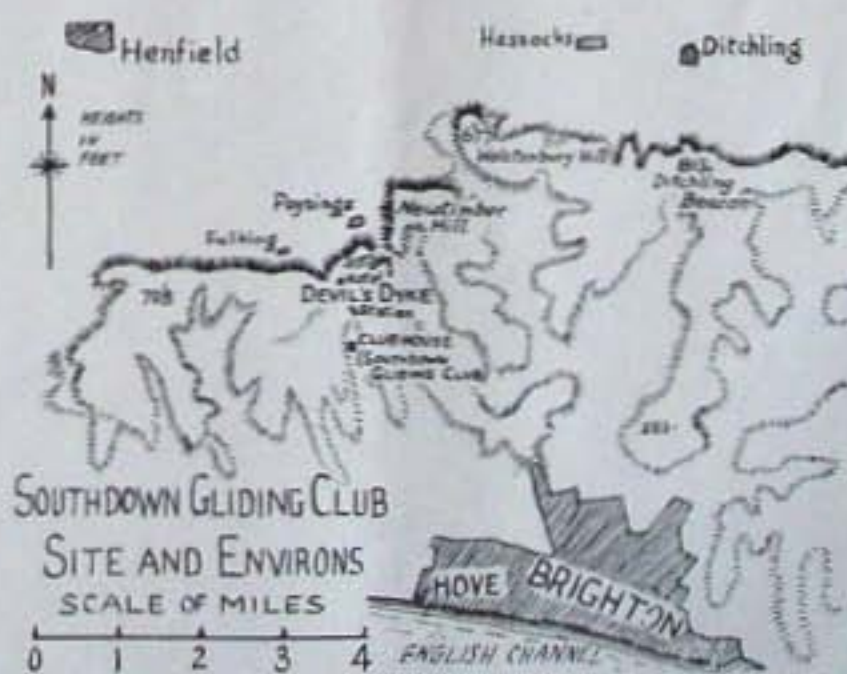 Henfield
Hassocks
Ditchling
N
HEIGHTS
IN
FEET
Wolstonbury Hill
Ditchling
Beacon
Poynings
Newtimber
Hill
Fulking
DEVIL'S DYKE
Station
CLUBHOUSE
(SOUTHDOWN
GLIDING CLUB)
SOUTHDOWN GLIDING CLUB
SITE AND ENVIRONS
SCALE OF MILES
0 1 2 3 4
HOVE
BRIGHTON
ENGLISH CHANNEL